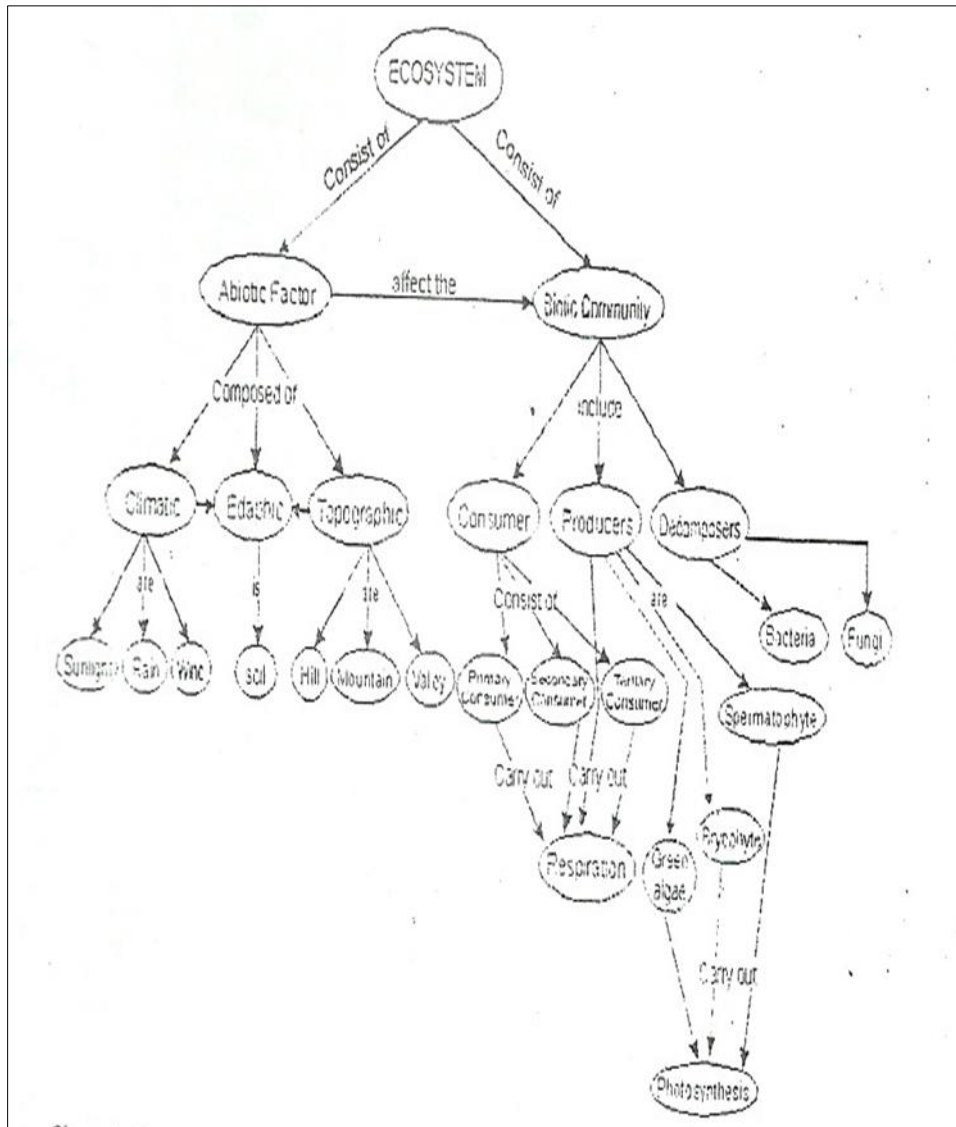 ECOSYSTEM
Consist of
Consist of
Abiotic Factor
affect the
Biotic Community
Composed of
include
Climatic
Edaphic
Topographic
Consumer
Producers
Decomposers
are
is
are
Consist of
are
Sunlight
Rain
Wind
soil
Hill
Mountain
Valley
Primary
Consumer
Secondary
Consumer
Tertiary
Consumer
Bacteria
Fungi
Spermatophyte
Carry out
Carry out
Respiration
Green
algae
Bryophyte
Carry out
Photosynthesis